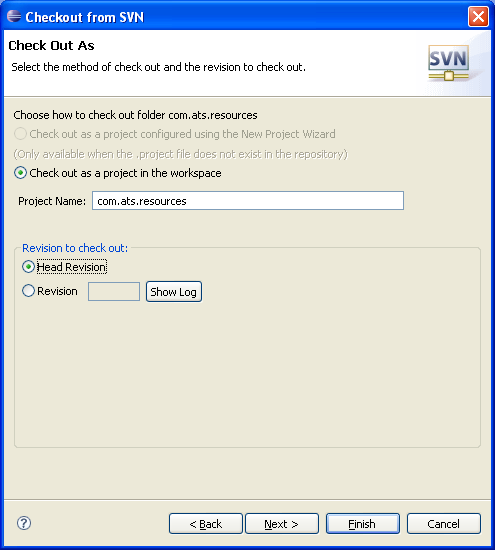 Checkout from SVN
Check Out As
Select the method of check out and the revision to check out.
SVN
Choose how to check out folder com.ats.resources
Check out as a project configured using the New Project Wizard
(Only available when the .project file does not exist in the repository)
Check out as a project in the workspace
Project Name: com.ats.resources
Revision to check out:
Head Revision
Revision Show Log
? < Back Next > Finish Cancel